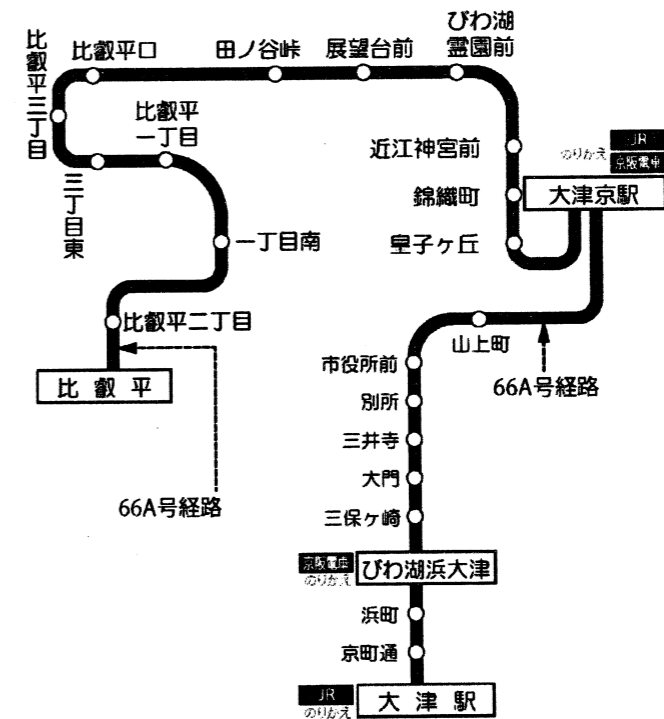 びわ湖
霊園前
展望台前
田ノ谷峠
比叡平口
比叡平三丁目
三丁目東
比叡平
一丁目
一丁目南
比叡平二丁目
比叡平
66A号経路
近江神宮前
錦織町
皇子ヶ丘
JR
京阪電車
のりかえ
大津京駅
山上町
66A号経路
市役所前
別所
三井寺
大門
三保ヶ崎
京阪電車
のりかえ
びわ湖浜大津
浜町
京町通
JR
のりかえ
大津駅